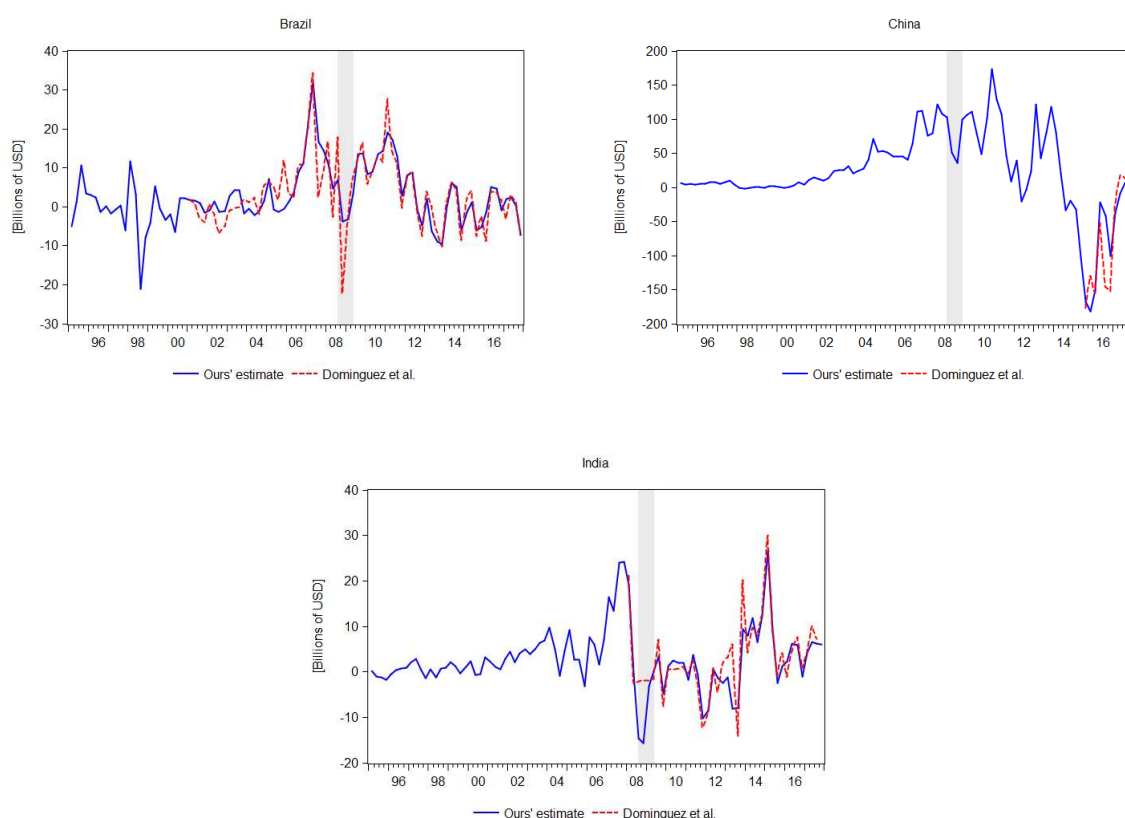 Brazil
[Billions of USD]
40
30
20
10
0
-10
-20
-30
96 98 00 02 04 06 08 10 12 14 16
Ours' estimate Dominguez et al.
China
[Billions of USD]
200
150
100
50
0
-50
-100
-150
-200
96 98 00 02 04 06 08 10 12 14 16
Ours' estimate Dominguez et al.
India
[Billions of USD]
40
30
20
10
0
-10
-20
96 98 00 02 04 06 08 10 12 14 16
Ours' estimate Dominguez et al.